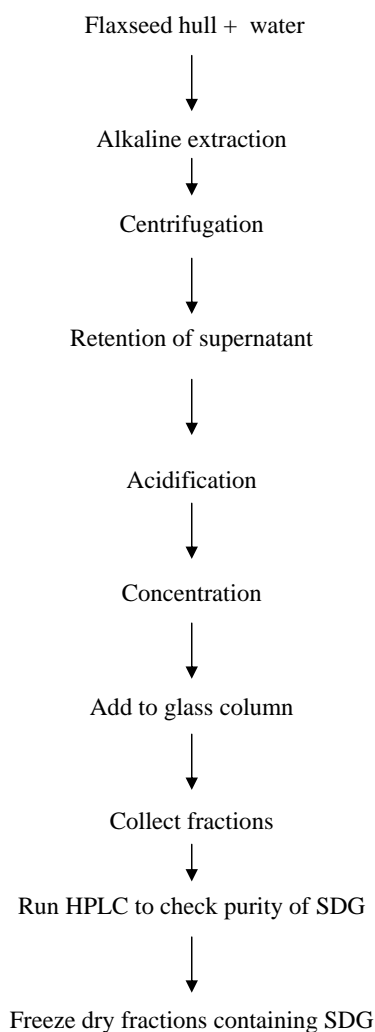 Flaxseed hull + water
Alkaline extraction
Centrifugation
Retention of supernatant
Acidification
Concentration
Add to glass column
Collect fractions
Run HPLC to check purity of SDG
Freeze dry fractions containing SDG